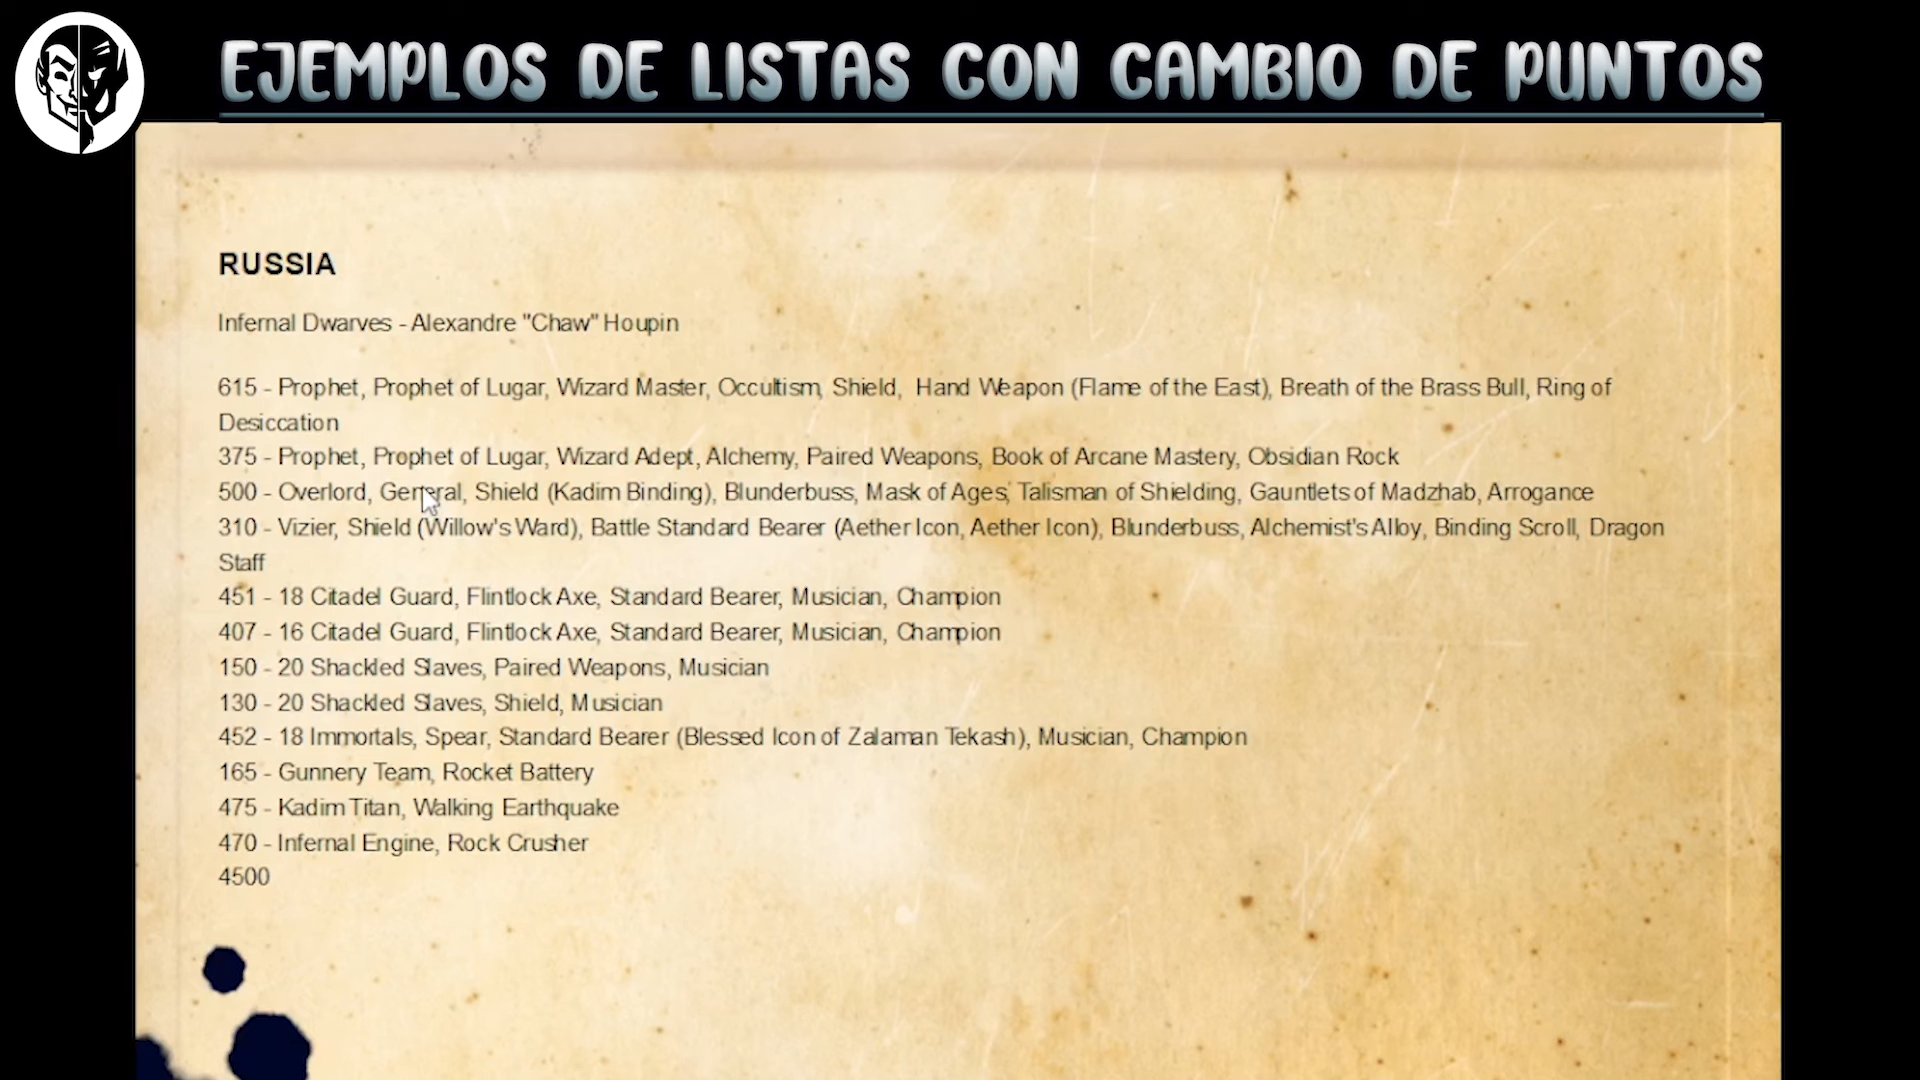 EJEMPLOS DE LISTAS CON CAMBIO DE PUNTOS
RUSSIA
Infernal Dwarves - Alexandre "Chaw" Houpin
615 - Prophet, Prophet of Lugar, Wizard Master, Occultism, Shield, Hand Weapon (Flame of the East), Breath of the Brass Bull, Ring of
Desiccation
375 - Prophet, Prophet of Lugar, Wizard Adept, Alchemy, Paired Weapons, Book of Arcane Mastery, Obsidian Rock
500 - Overlord, General, Shield (Kadim Binding), Blunderbuss, Mask of Ages, Talisman of Shielding, Gauntlets of Madzhab, Arrogance
310 - Vizier, Shield (Willow's Ward), Battle Standard Bearer (Aether Icon, Aether Icon), Blunderbuss, Alchemist's Alloy, Binding Scroll, Dragon
Staff
451 - 18 Citadel Guard, Flintlock Axe, Standard Bearer, Musician, Champion
407 - 16 Citadel Guard, Flintlock Axe, Standard Bearer, Musician, Champion
150 - 20 Shackled Slaves, Paired Weapons, Musician
130 - 20 Shackled Slaves, Shield, Musician
452 - 18 Immortals, Spear, Standard Bearer (Blessed Icon of Zalaman Tekash), Musician, Champion
165 - Gunnery Team, Rocket Battery
475 - Kadim Titan, Walking Earthquake
470 - Infernal Engine, Rock Crusher
4500